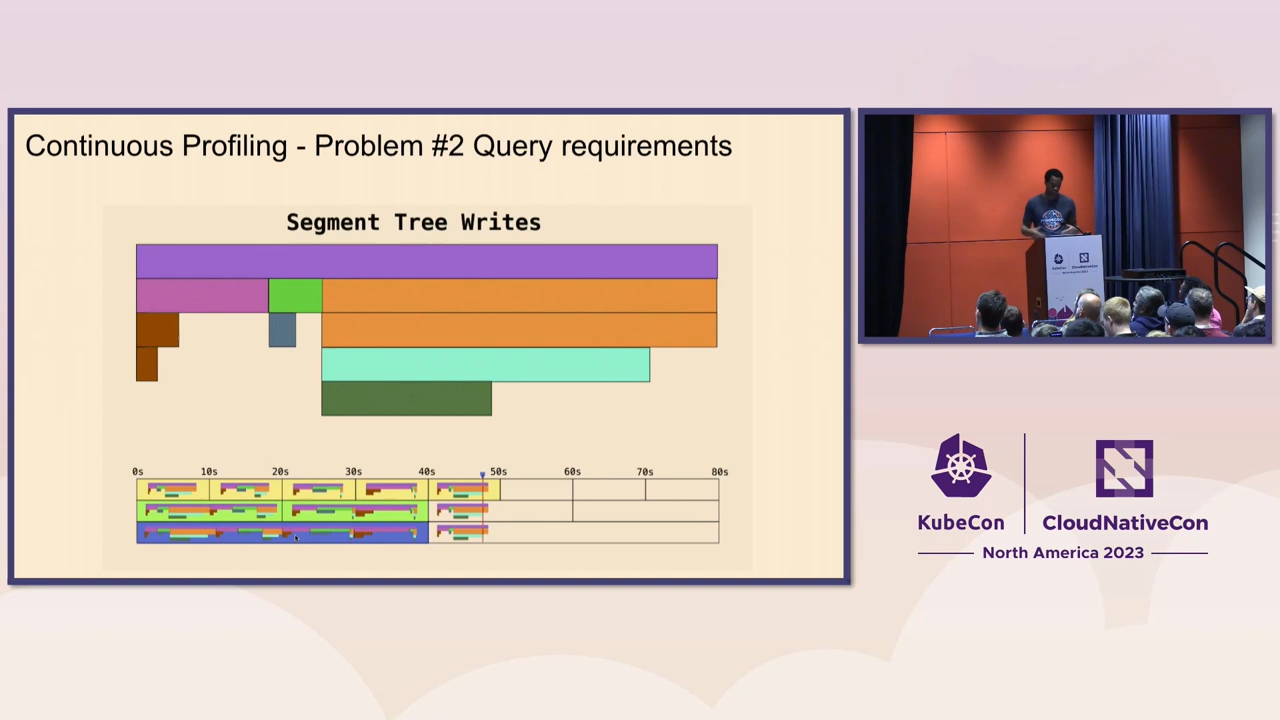 Continuous Profiling - Problem #2 Query requirements
Segment Tree Writes
0s 10s 20s 30s 40s 50s 60s 70s 80s
KubeCon
CloudNativeCon
North America 2023